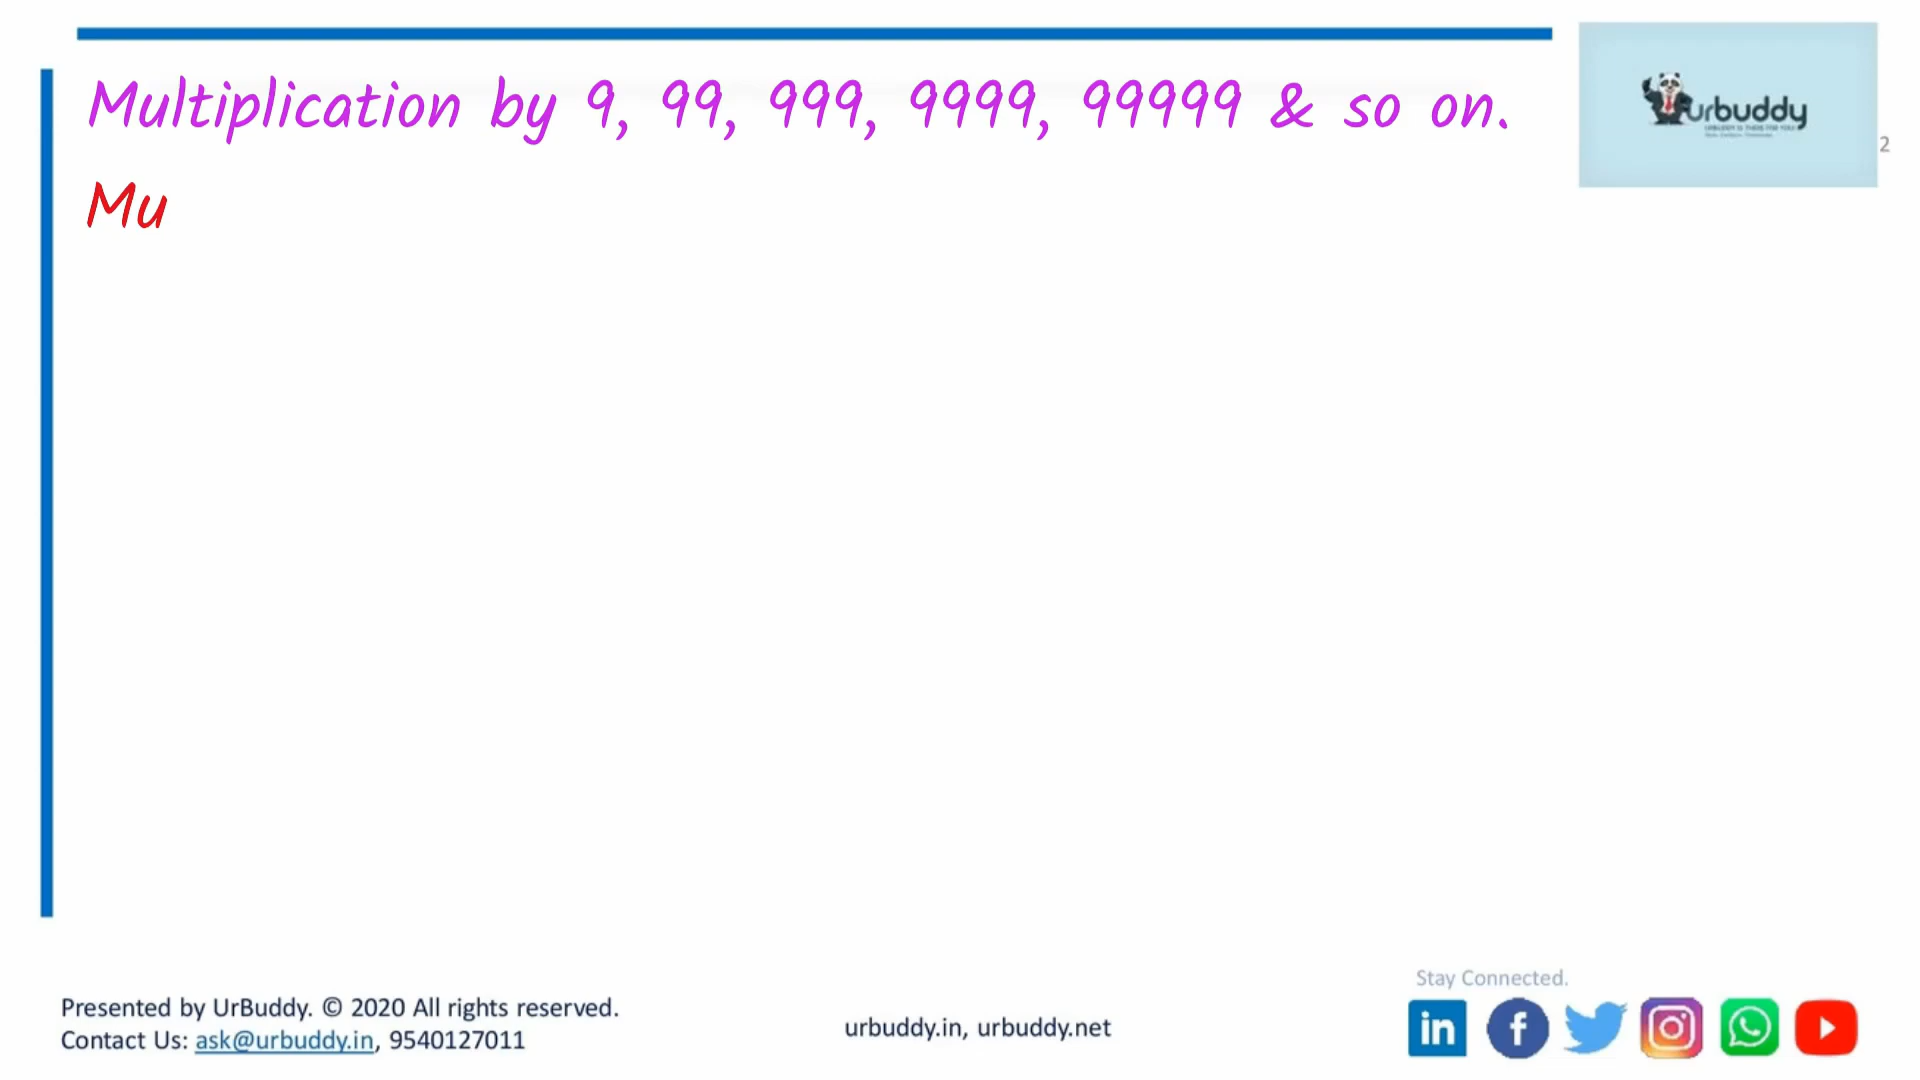 Multiplication by 9, 99, 999, 9999, 99999 & so on.
Mu
urbuddy
2
Stay Connected.
Presented by UrBuddy. © 2020 All rights reserved.
Contact Us: ask@urbuddy.in, 9540127011
urbuddy.in, urbuddy.net
in
f